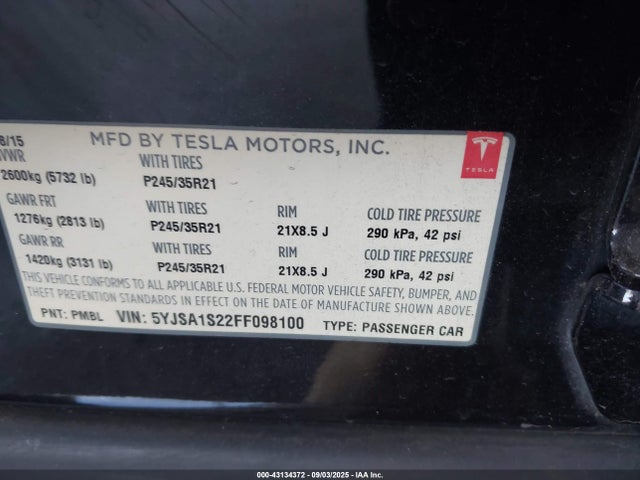 8/15 MFD BY TESLA MOTORS, INC.
VWR WITH TIRES
2600kg (5732 lb) P245/35R21
GAWR FRT WITH TIRES RIM COLD TIRE PRESSURE
1276kg (2813 lb) P245/35R21 21X8.5 J 290 kPa, 42 psi
GAWR RR WITH TIRES RIM COLD TIRE PRESSURE
1420kg (3131 lb) P245/35R21 21X8.5 J 290 kPa, 42 psi
THIS VEHICLE CONFORMS TO ALL APPLICABLE U.S. FEDERAL MOTOR VEHICLE SAFETY, BUMPER, AND
THEFT PREVENTION STANDARDS IN EFFECT ON THE DATE OF MANUFACTURE SHOWN ABOVE.
PNT: PMBL VIN: 5YJSA1S22FF098100 TYPE: PASSENGER CAR
TESLA
000-43134372 - 09/03/2025 - IAA Inc.